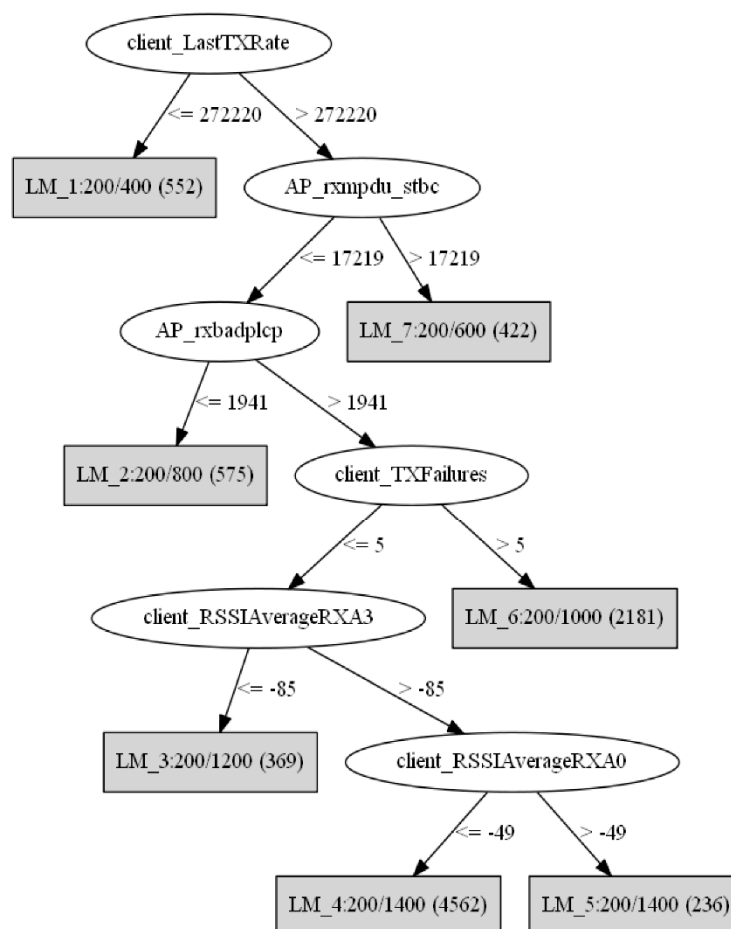 client_LastTXRate
<= 272220
> 272220
LM_1:200/400 (552)
AP_rxmpdu_stbc
<= 17219
> 17219
AP_rxbadplcp
LM_7:200/600 (422)
<= 1941
> 1941
LM_2:200/800 (575)
client_TXFailures
<= 5
> 5
client_RSSIAverageRXA3
LM_6:200/1000 (2181)
<= -85
> -85
LM_3:200/1200 (369)
client_RSSIAverageRXA0
<= -49
> -49
LM_4:200/1400 (4562)
LM_5:200/1400 (236)